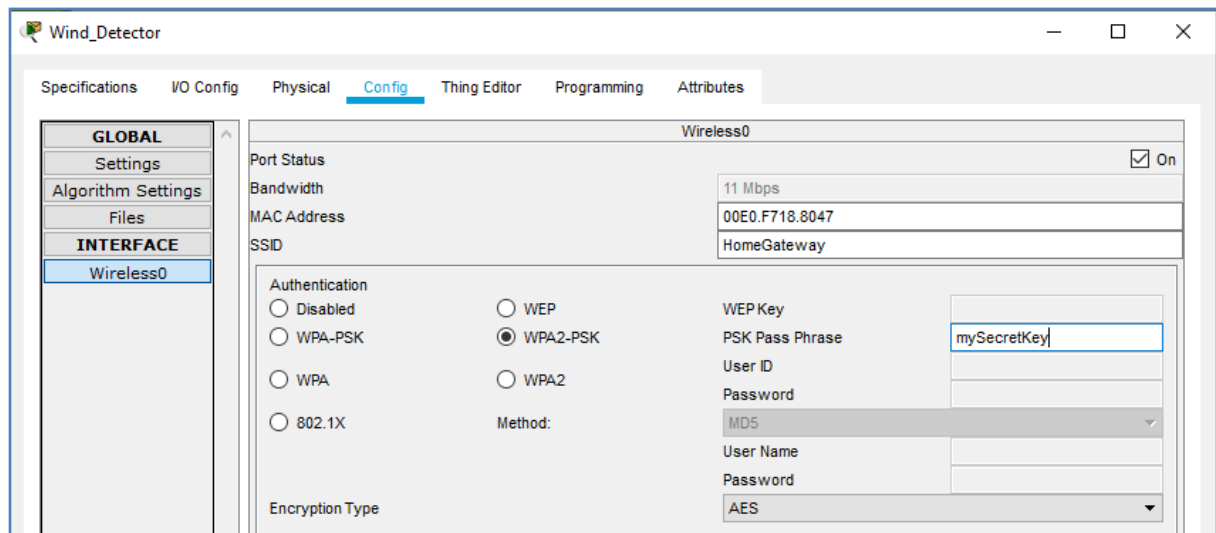 Wind_Detector
Specifications I/O Config Physical Config Thing Editor Programming Attributes
GLOBAL
Settings
Algorithm Settings
Files
INTERFACE
Wireless0
Wireless0
Port Status On
Bandwidth 11 Mbps
MAC Address 00E0.F718.8047
SSID HomeGateway
Authentication
Disabled WEP WEP Key
WPA-PSK WPA2-PSK PSK Pass Phrase mySecretKey
User ID
WPA WPA2
Password
802.1X Method: MD5
User Name
Password
Encryption Type AES